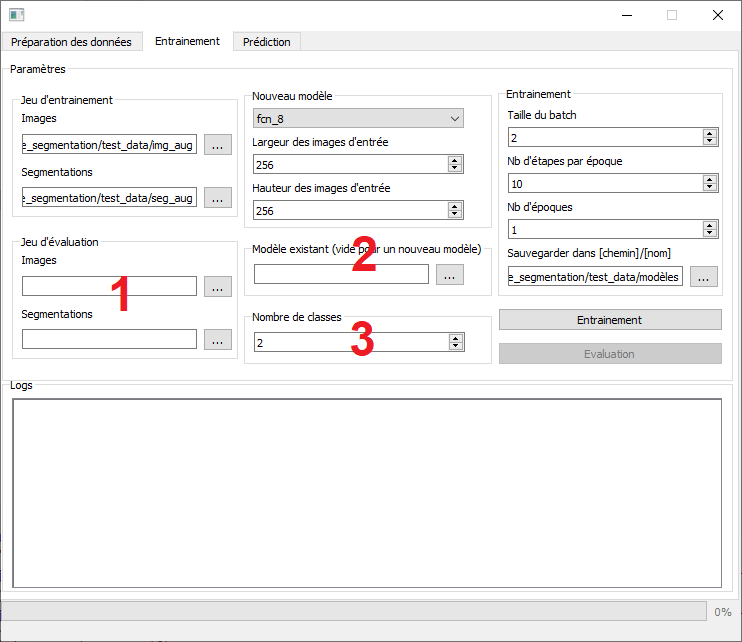 Préparation des données
Entrainement
Prédiction
Paramètres
Jeu d'entrainement
Images
e_segmentation/test_data/img_aug
...
Segmentations
e_segmentation/test_data/seg_aug
...
Jeu d'évaluation
Images
...
1
Segmentations
...
Nouveau modèle
fcn_8
Largeur des images d'entrée
256
Hauteur des images d'entrée
256
Modèle existant (vide pour un nouveau modèle)
2
...
Nombre de classes
2
3
Entrainement
Taille du batch
2
Nb d'étapes par époque
10
Nb d'époques
1
Sauvegarder dans [chemin]/[nom]
e_segmentation/test_data/modèles
...
Entrainement
Evaluation
Logs
0%